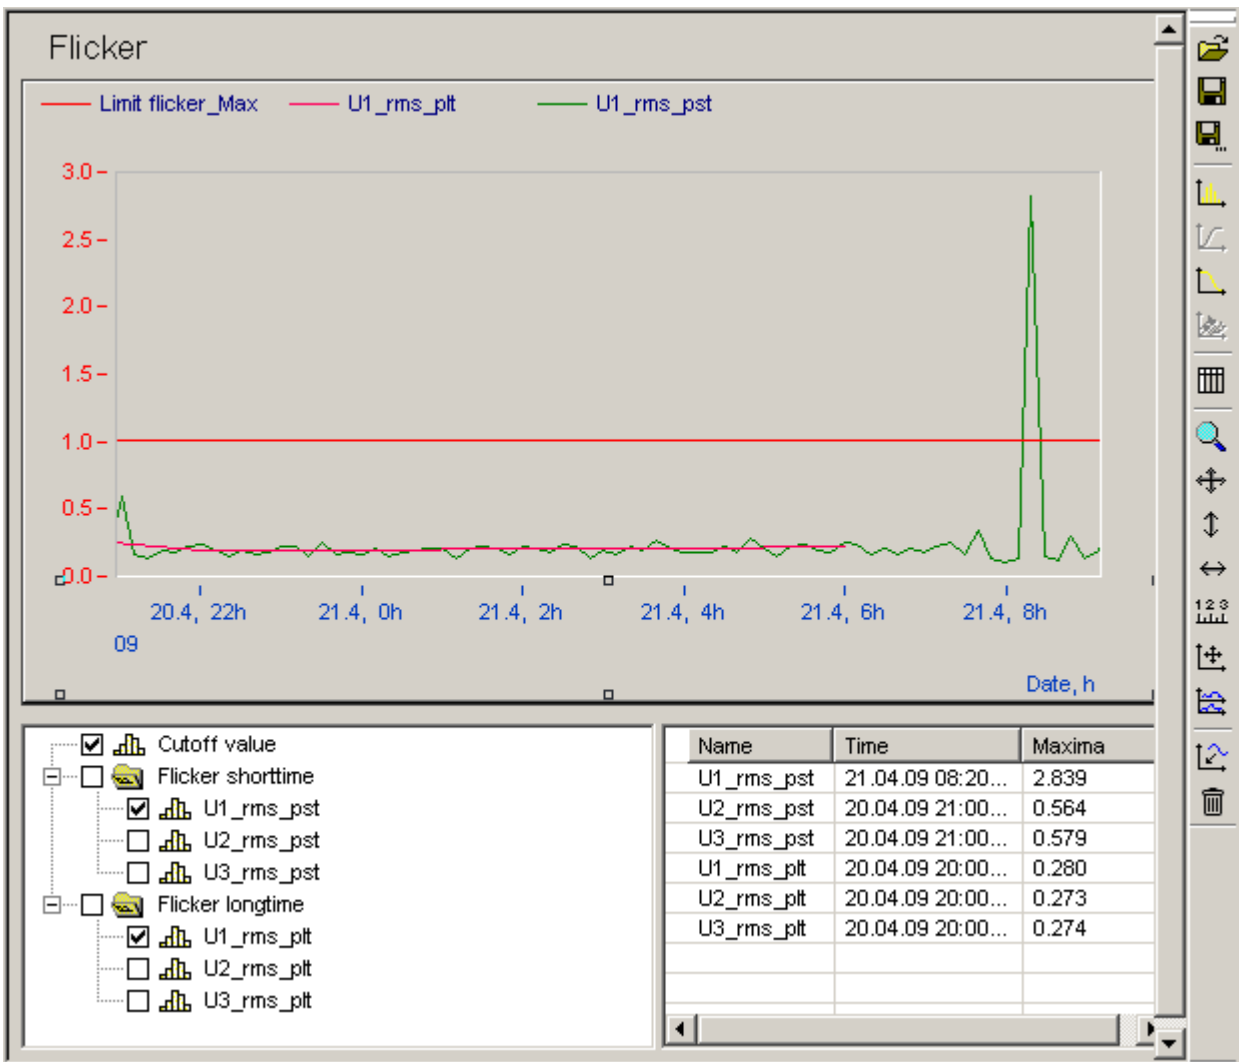 Flicker
Limit flicker_Max U1_rms_plt U1_rms_pst
3.0
2.5
2.0
1.5
1.0
0.5
0.0
20.4, 22h 21.4, 0h 21.4, 2h 21.4, 4h 21.4, 6h 21.4, 8h
09
Date, h
Cutoff value
Flicker shorttime
U1_rms_pst
U2_rms_pst
U3_rms_pst
Flicker longtime
U1_rms_plt
U2_rms_plt
U3_rms_plt
Name Time Maxima
U1_rms_pst 21.04.09 08:20... 2.839
U2_rms_pst 20.04.09 21:00... 0.564
U3_rms_pst 20.04.09 21:00... 0.579
U1_rms_plt 20.04.09 20:00... 0.280
U2_rms_plt 20.04.09 20:00... 0.273
U3_rms_plt 20.04.09 20:00... 0.274
1 2 3